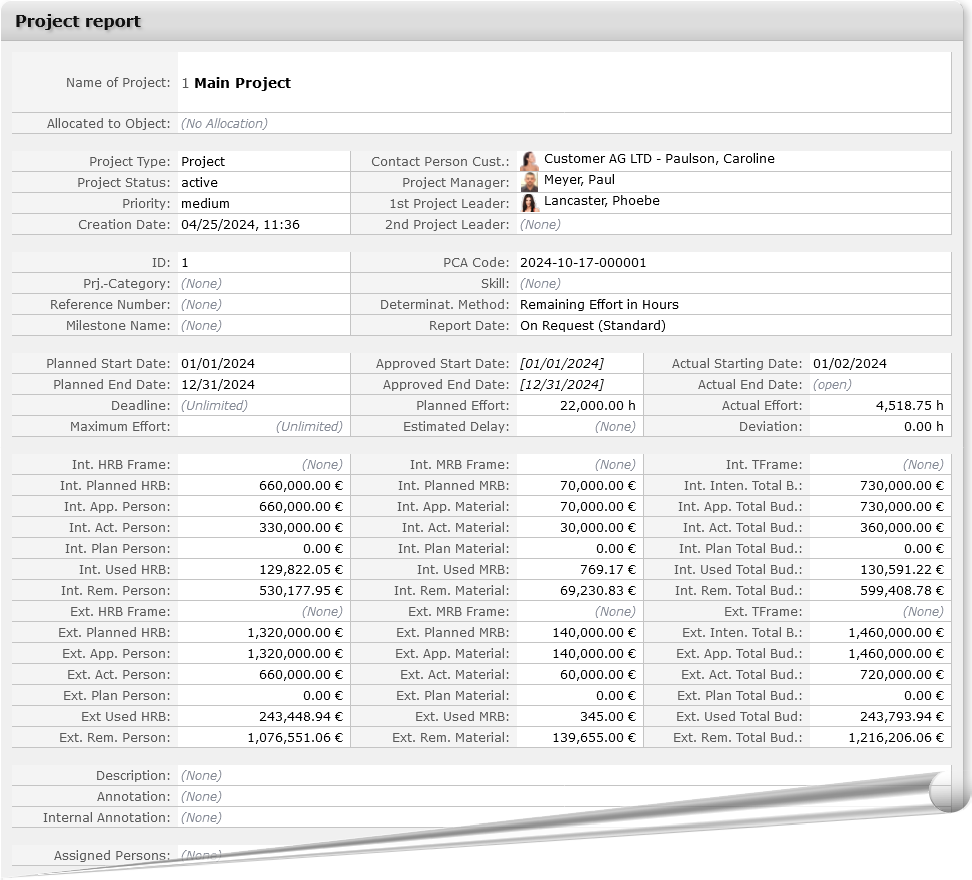 Project report
Name of Project: 1 Main Project
Allocated to Object: (No Allocation)
Project Type: Project Contact Person Cust.: Customer AG LTD - Paulson, Caroline
Project Status: active Project Manager: Meyer, Paul
Priority: medium 1st Project Leader: Lancaster, Phoebe
Creation Date: 04/25/2024, 11:36 2nd Project Leader: (None)
ID: 1 PCA Code: 2024-10-17-000001
Prj.-Category: (None) Skill: (None)
Reference Number: (None) Determinat. Method: Remaining Effort in Hours
Milestone Name: (None) Report Date: On Request (Standard)
Planned Start Date: 01/01/2024 Approved Start Date: [01/01/2024] Actual Starting Date: 01/02/2024
Planned End Date: 12/31/2024 Approved End Date: [12/31/2024] Actual End Date: (open)
Deadline: (Unlimited) Planned Effort: 22,000.00 h Actual Effort: 4,518.75 h
Maximum Effort: (Unlimited) Estimated Delay: (None) Deviation: 0.00 h
Int. HRB Frame: (None) Int. MRB Frame: (None) Int. TFrame: (None)
Int. Planned HRB: 660,000.00 € Int. Planned MRB: 70,000.00 € Int. Inten. Total B.: 730,000.00 €
Int. App. Person: 660,000.00 € Int. App. Material: 70,000.00 € Int. App. Total Bud.: 730,000.00 €
Int. Act. Person: 330,000.00 € Int. Act. Material: 30,000.00 € Int. Act. Total Bud.: 360,000.00 €
Int. Plan Person: 0.00 € Int. Plan Material: 0.00 € Int. Plan Total Bud.: 0.00 €
Int. Used HRB: 129,822.05 € Int. Used MRB: 769.17 € Int. Used Total Bud: 130,591.22 €
Int. Rem. Person: 530,177.95 € Int. Rem. Material: 69,230.83 € Int. Rem. Total Bud.: 599,408.78 €
Ext. HRB Frame: (None) Ext. MRB Frame: (None) Ext. TFrame: (None)
Ext. Planned HRB: 1,320,000.00 € Ext. Planned MRB: 140,000.00 € Ext. Inten. Total B.: 1,460,000.00 €
Ext. App. Person: 1,320,000.00 € Ext. App. Material: 140,000.00 € Ext. App. Total Bud.: 1,460,000.00 €
Ext. Act. Person: 660,000.00 € Ext. Act. Material: 60,000.00 € Ext. Act. Total Bud.: 720,000.00 €
Ext. Plan Person: 0.00 € Ext. Plan Material: 0.00 € Ext. Plan Total Bud.: 0.00 €
Ext Used HRB: 243,448.94 € Ext. Used MRB: 345.00 € Ext. Used Total Bud: 243,793.94 €
Ext. Rem. Person: 1,076,551.06 € Ext. Rem. Material: 139,655.00 € Ext. Rem. Total Bud.: 1,216,206.06 €
Description: (None)
Annotation: (None)
Internal Annotation: (None)
Assigned Persons: (None)